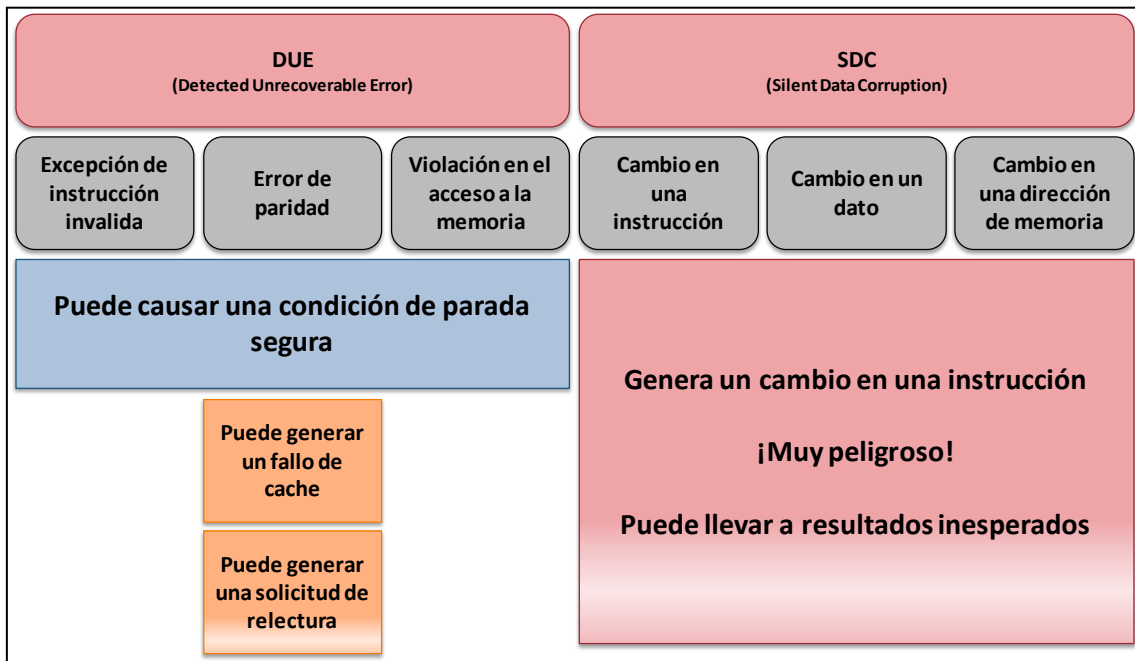 DUE
(Detected Unrecoverable Error)
SDC
(Silent Data Corruption)
Excepción de
instrucción
invalida
Error de
paridad
Violación en el
acceso a la
memoria
Cambio en
una
instrucción
Cambio en un
dato
Cambio en
una dirección
de memoria
Puede causar una condición de parada
segura
Puede generar
un fallo de
cache
Puede generar
una solicitud de
relectura
Genera un cambio en una instrucción
¡Muy peligroso!
Puede llevar a resultados inesperados